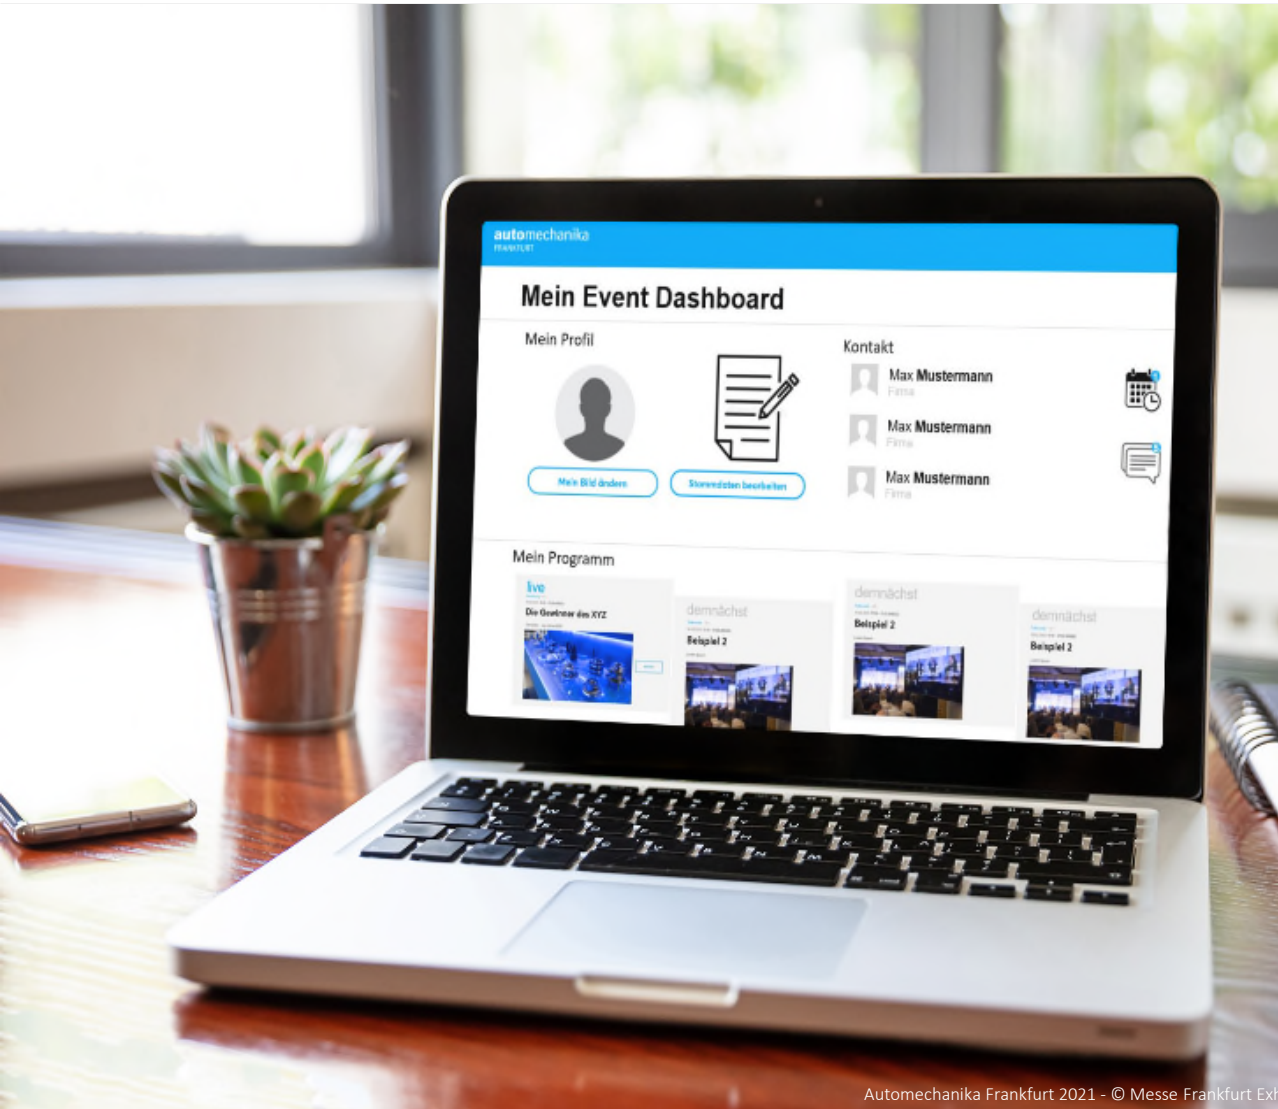 automechanika
FRANKFURT
Mein Event Dashboard
Mein Profil
Kontakt
Max Mustermann
Firma
Max Mustermann
Firma
Max Mustermann
Firma
Mein Bild ändern
Stammdaten bearbeiten
Mein Programm
live
Die Gewinner des XYZ
demnächst
Beispiel 2
demnächst
Beispiel 2
demnächst
Beispiel 2
Automechanika Frankfurt 2021 - © Messe Frankfurt Exh